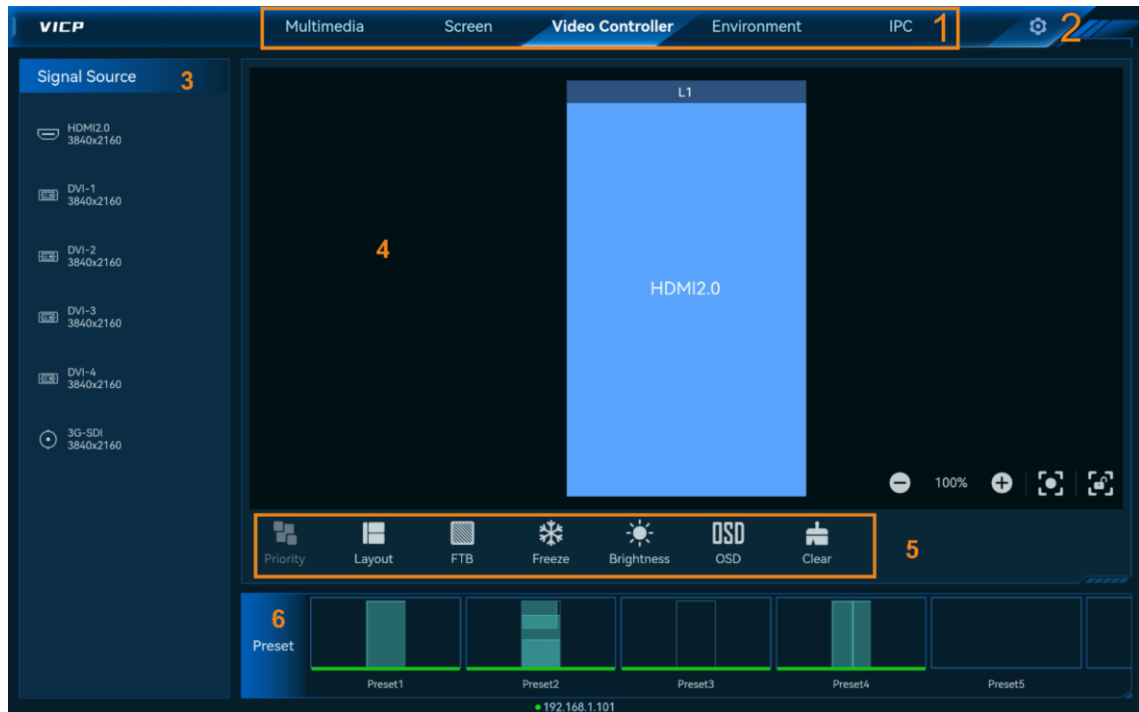 VICP
Multimedia Screen Video Controller Environment IPC 1 2
Signal Source 3
HDMI2.0
3840x2160
DVI-1
3840x2160
DVI-2
3840x2160
DVI-3
3840x2160
DVI-4
3840x2160
3G-SDI
3840x2160
L1
4
HDMI2.0
100%
OSD
Priority Layout FTB Freeze Brightness OSD Clear 5
6
Preset
Preset1 Preset2 Preset3 Preset4 Preset5
192.168.1.101